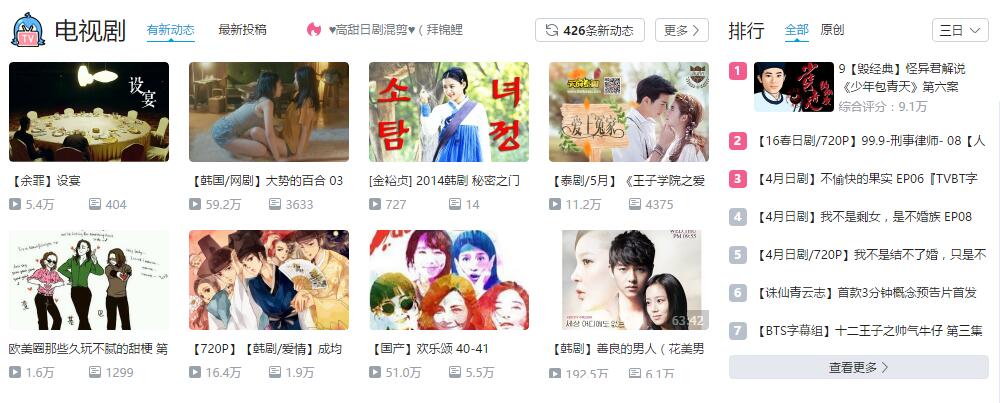 TV
电视剧
有新动态
最新投稿
♥高甜日剧混剪♥（拜锦鲤
426条新动态
更多
设宴
【余罪】设宴
5.4万
404
【韩国/网剧】大势的百合 03
59.2万
3633
소녀
탐정
[金裕贞] 2014韩剧 秘密之门
727
14
爱上冤家
【泰剧/5月】《王子学院之爱
11.2万
4375
欧美圈那些久玩不腻的甜梗 第
1.6万
1299
【720P】【韩剧/爱情】成均
16.4万
1.9万
【国产】欢乐颂 40-41
51.0万
5.5万
WED,THU
PM 09:55
세상 어디에도 없는
63:42
【韩剧】善良的男人（花美男
192.5万
6.1万
排行
全部
原创
三日
1
9【毁经典】怪异君解说
《少年包青天》第六案
综合评分：9.1万
2
【16春日剧/720P】99.9-刑事律师- 08【人
3
【4月日剧】不愉快的果实 EP06『TVBT字
4
【4月日剧】我不是剩女，是不婚族 EP08
5
【4月日剧/720P】我不是结不了婚，只是不
6
【诛仙青云志】首款3分钟概念预告片首发
7
【BTS字幕组】十二王子之帅气牛仔 第三集
查看更多